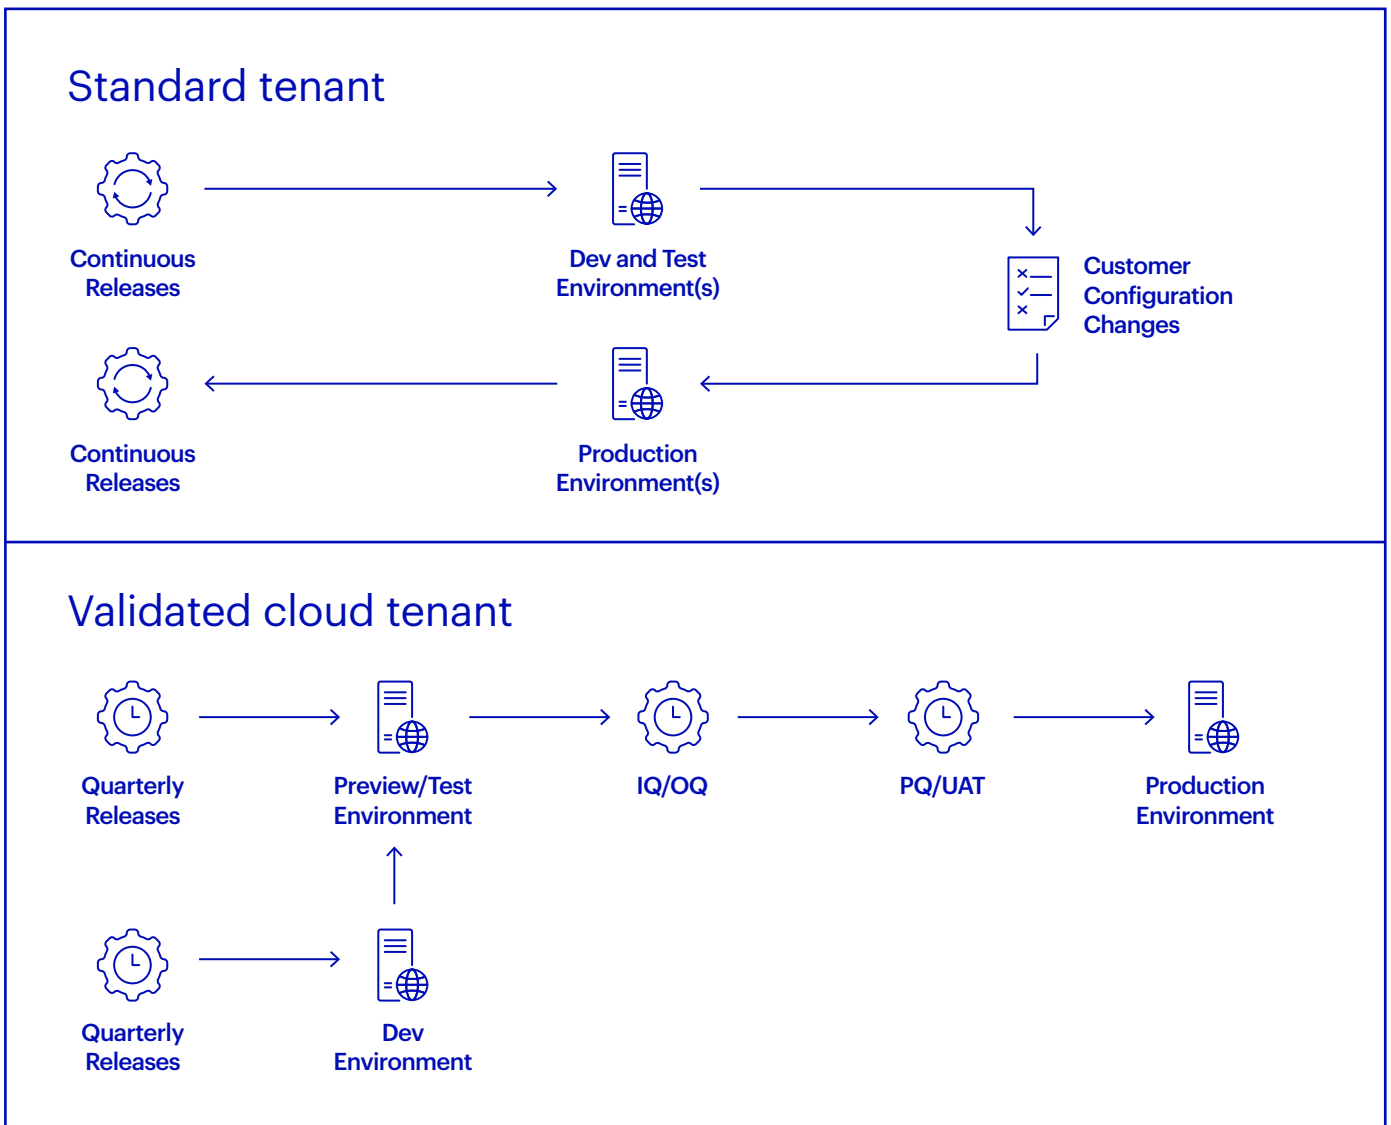 Standard tenant
Continuous
Releases
Dev and Test
Environment(s)
Customer
Configuration
Changes
Continuous
Releases
Production
Environment(s)
Validated cloud tenant
Quarterly
Releases
Preview/Test
Environment
IQ/OQ
PQ/UAT
Production
Environment
Quarterly
Releases
Dev
Environment